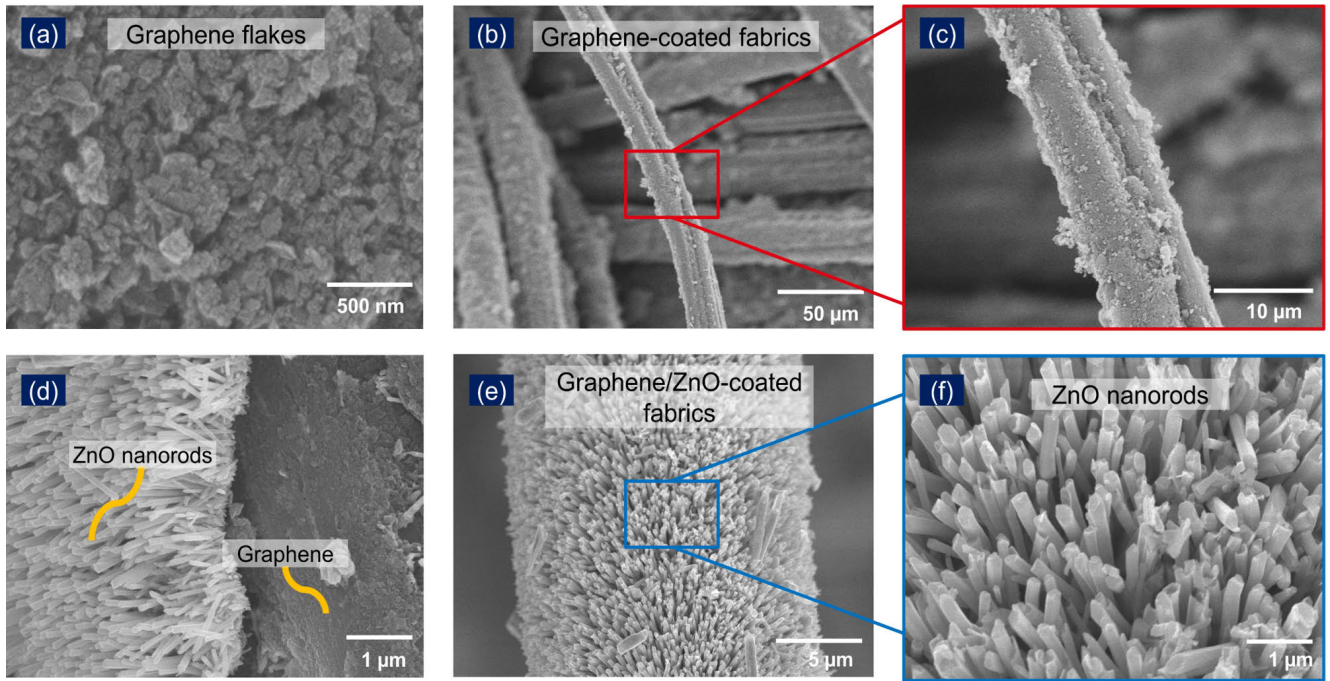 (a)
Graphene flakes
500 nm
(b)
Graphene-coated fabrics
50 µm
(c)
10 µm
(d)
ZnO nanorods
Graphene
1 µm
(e)
Graphene/ZnO-coated
fabrics
5 µm
(f)
ZnO nanorods
1 µm